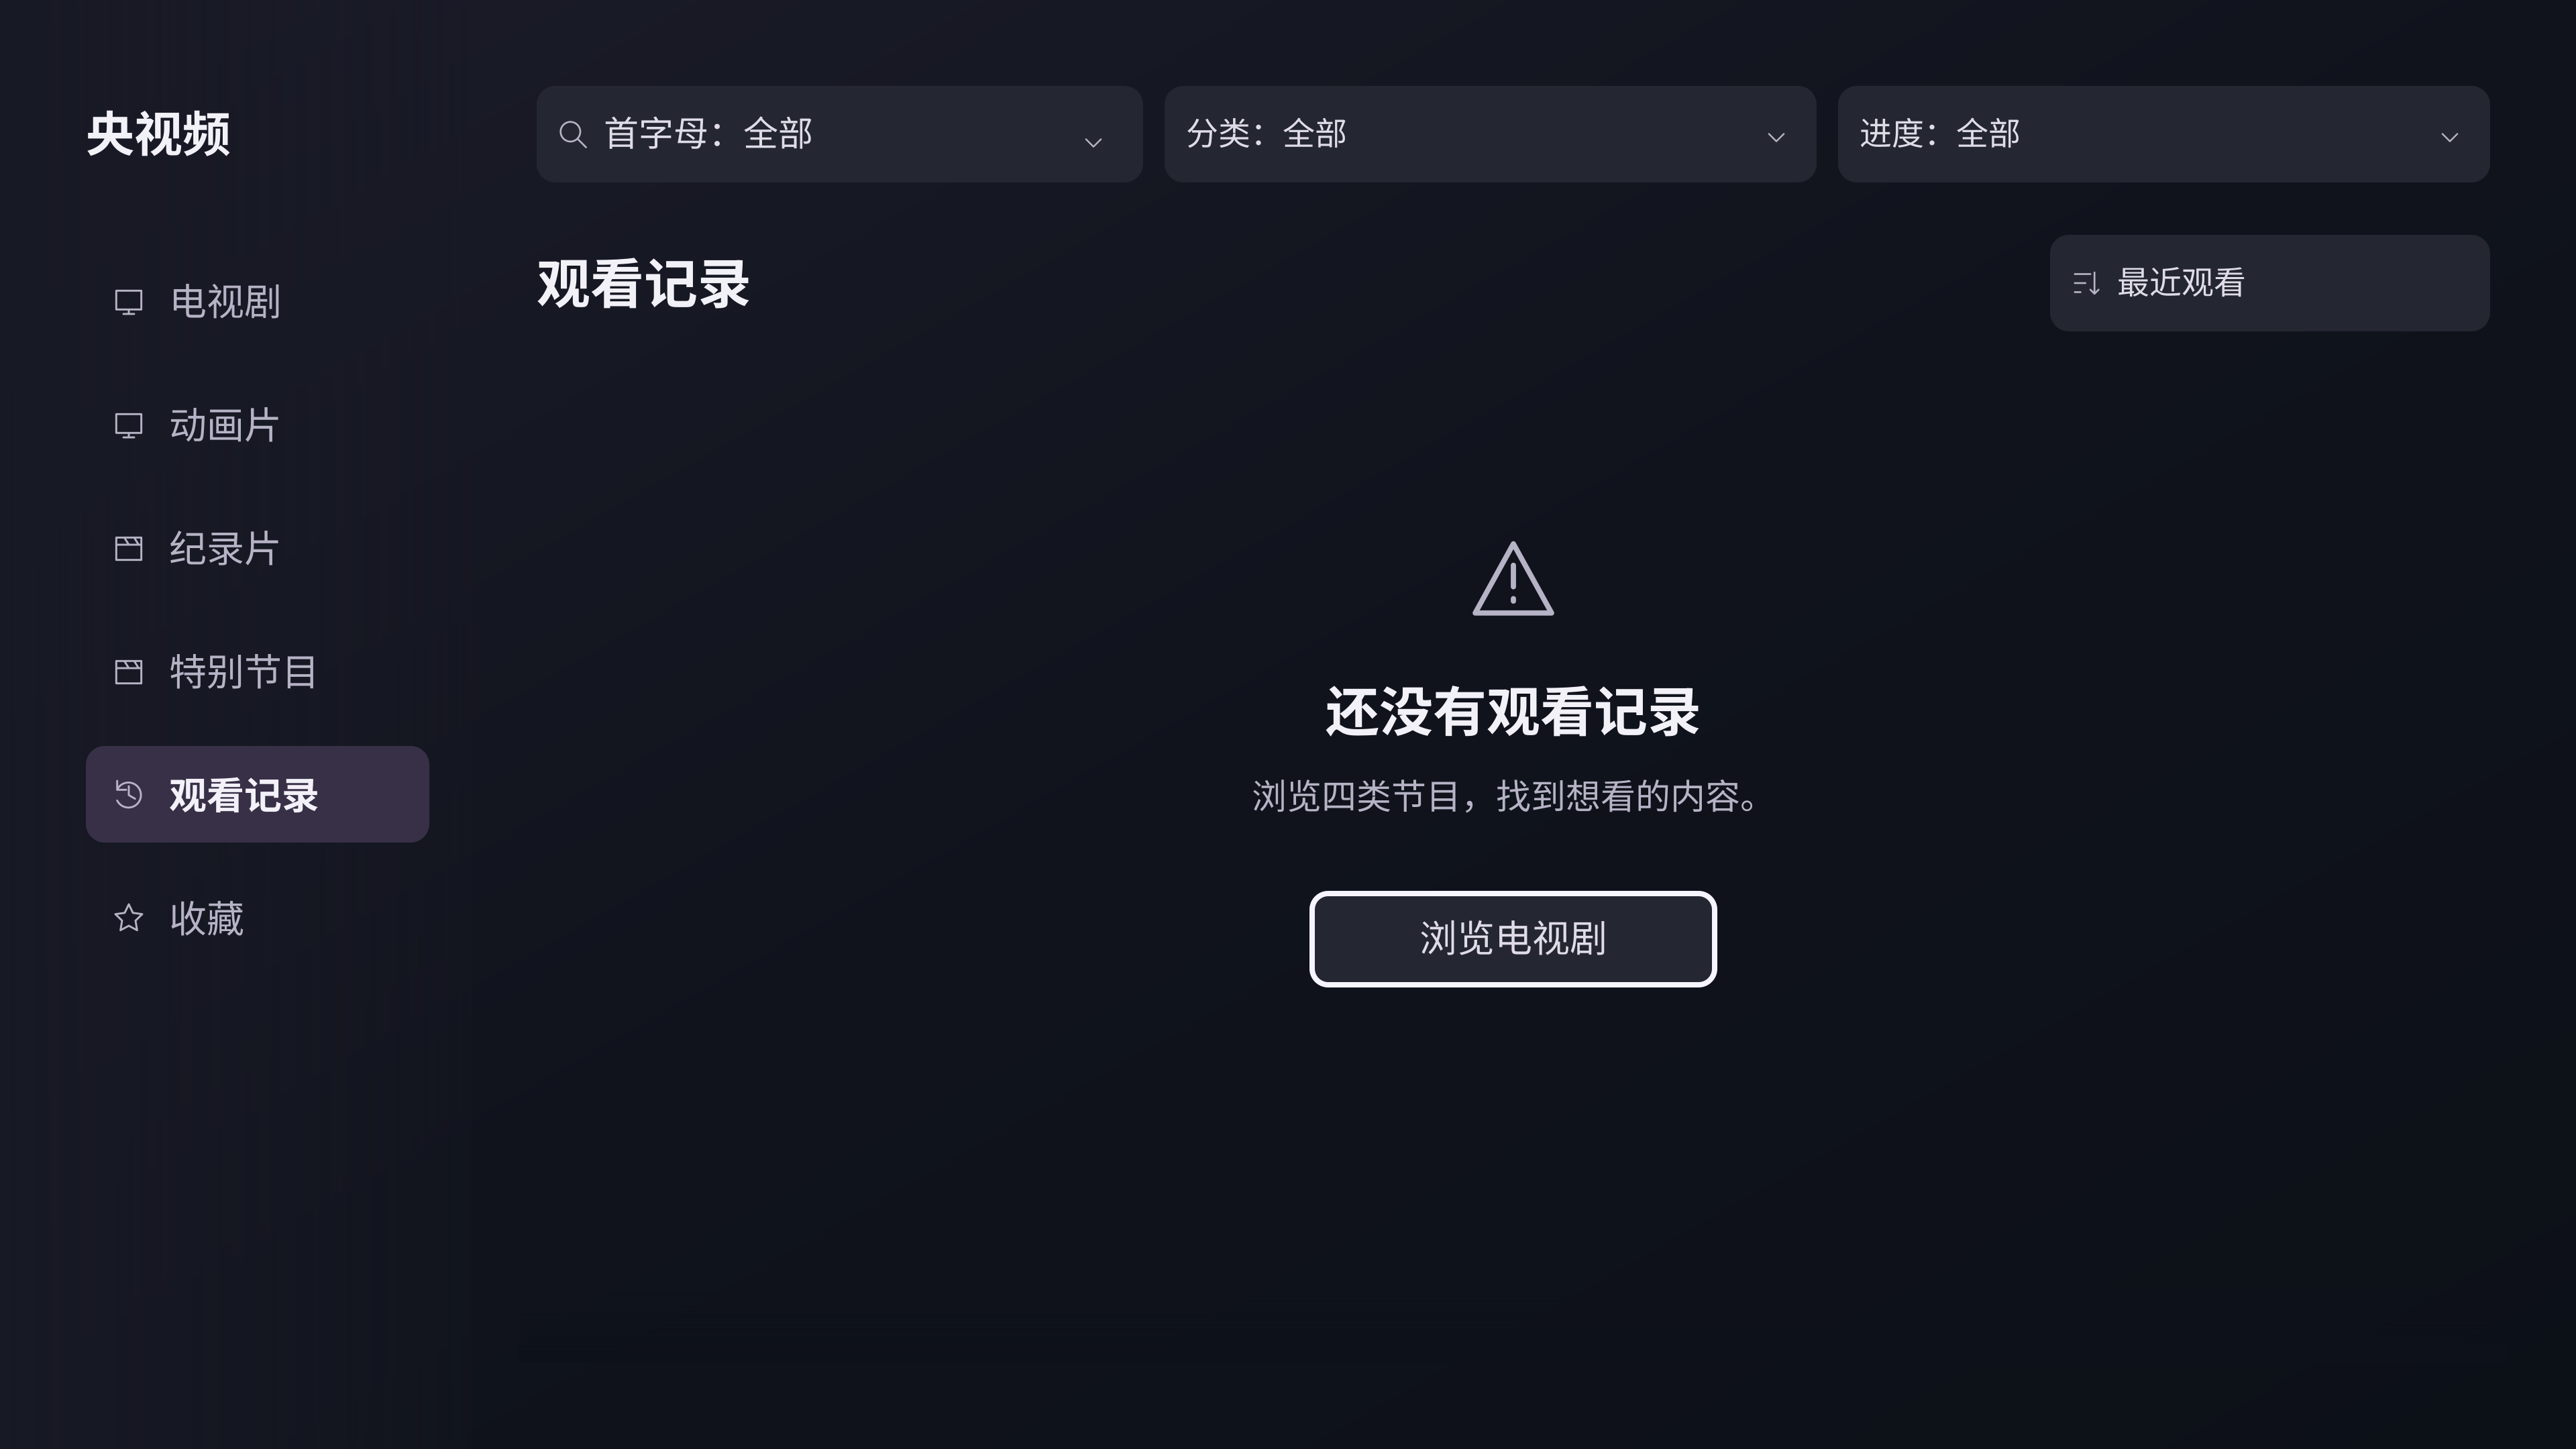 央视频
首字母：全部
分类：全部
进度：全部
观看记录
最近观看
电视剧
动画片
纪录片
特别节目
观看记录
收藏
还没有观看记录
浏览四类节目，找到想看的内容。
浏览电视剧